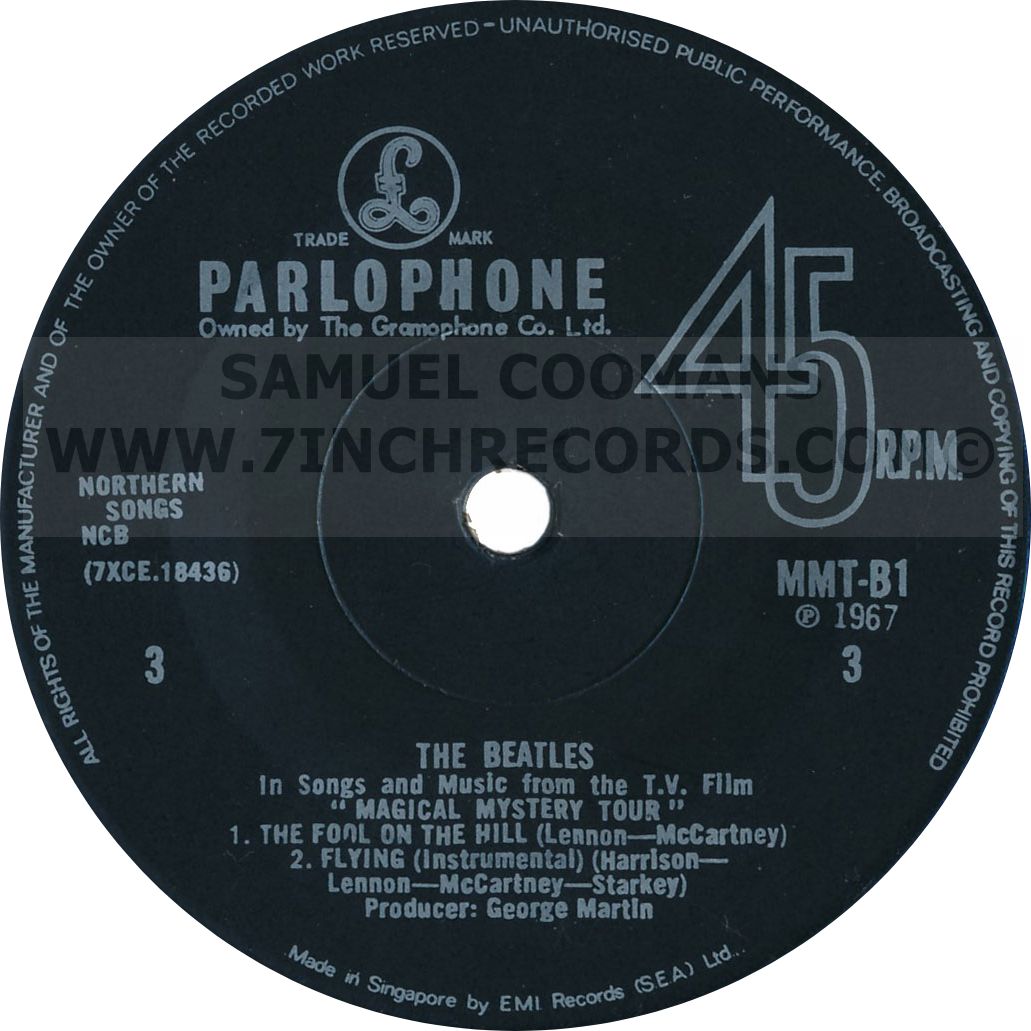 ALL RIGHTS OF THE MANUFACTURER AND OF THE OWNER OF THE RECORDED WORK RESERVED - UNAUTHORISED PUBLIC PERFORMANCE, BROADCASTING AND COPYING OF THIS RECORD PROHIBITED
£
TRADE MARK
PARLOPHONE
Owned by The Gramophone Co. Ltd.
45
R.P.M.
SAMUEL COOMANS
WWW.7INCHRECORDS.COM ©
NORTHERN
SONGS
NCB
(7XCE.18436)
MMT-B1
℗ 1967
3
3
THE BEATLES
In Songs and Music from the T.V. Film
"MAGICAL MYSTERY TOUR"
1. THE FOOL ON THE HILL (Lennon—McCartney)
2. FLYING (Instrumental) (Harrison—
Lennon—McCartney—Starkey)
Producer: George Martin
Made in Singapore by E.M.I. Records (S.E.A.) Ltd.